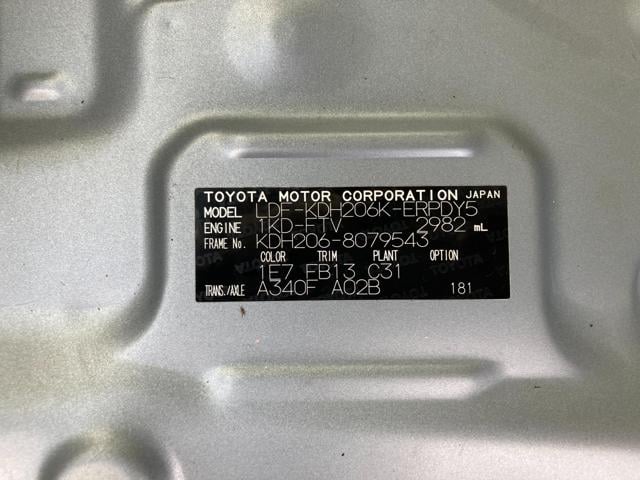 TOYOTA MOTOR CORPORATION JAPAN
MODEL LDF-KDH206K-ERPDY5
ENGINE 1KD-FTV 2982 mL
FRAME No. KDH206-8079543
COLOR TRIM PLANT OPTION
1E7 FB13 C31
TRANS./AXLE A340F A02B 181